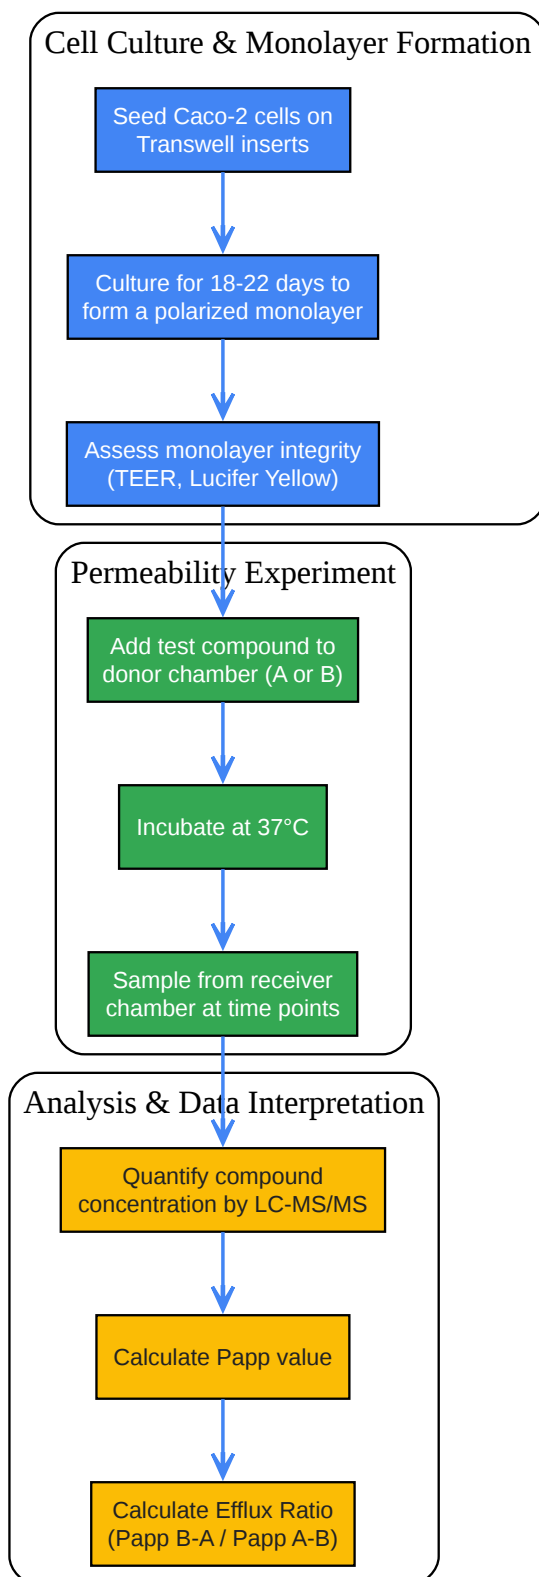 Cell Culture & Monolayer Formation
Seed Caco-2 cells on
Transwell inserts
Culture for 18-22 days to
form a polarized monolayer
Assess monolayer integrity
(TEER, Lucifer Yellow)
Permeability Experiment
Add test compound to
donor chamber (A or B)
Incubate at 37°C
Sample from receiver
chamber at time points
Analysis & Data Interpretation
Quantify compound
concentration by LC-MS/MS
Calculate Papp value
Calculate Efflux Ratio
(Papp B-A / Papp A-B)